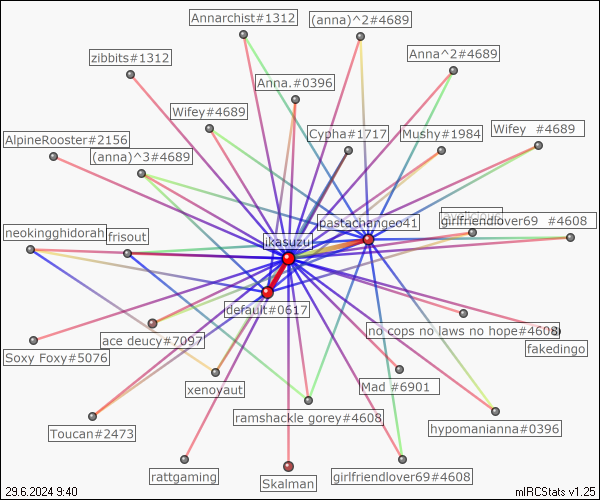 Annarchist#1312
(anna)^2#4689
zibbits#1312
Anna^2#4689
Anna.#0396
Wifey#4689
Cypha#1717
Mushy#1984
Wifey #4689
AlpineRooster#2156
(anna)^3#4689
pastachangeo41
girlfriendlover69 #4608
neokingghidorah
frisout
ikasuzu
default#0617
no cops no laws no hope#4608
ace deucy#7097
fakedingo
Soxy Foxy#5076
xenoyaut
Mad #6901
ramshackle gorey#4608
hypomanianna#0396
Toucan#2473
rattgaming
Skalman
girlfriendlover69#4608
29.6.2024 9:40
mIRCStats v1.25